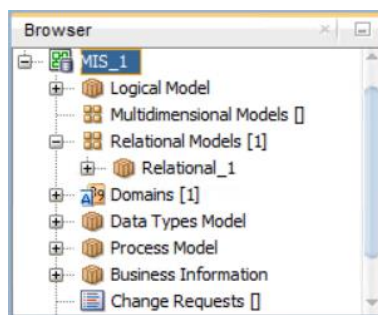 Browser
MIS_1
Logical Model
Multidimensional Models []
Relational Models [1]
Relational_1
Domains [1]
Data Types Model
Process Model
Business Information
Change Requests []